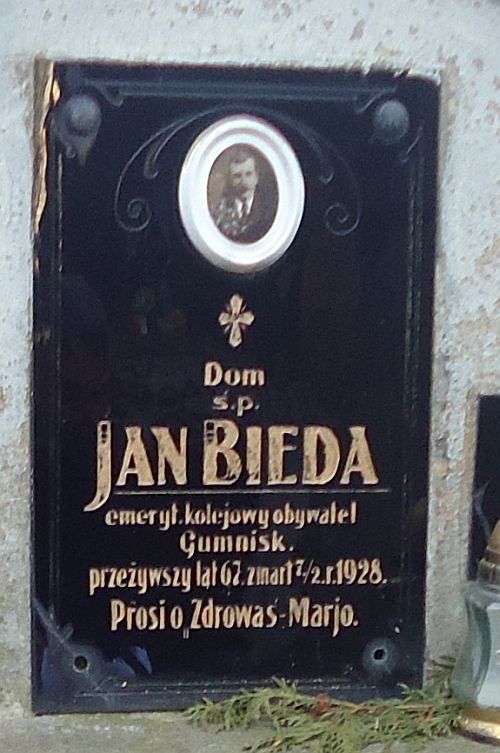 Dom
ś.p.
JAN BIEDA
emeryt. kolejowy obywatel
Gumnisk.
przeżywszy lat 67. zmarł 7/2.r.1928.
Prosi o „Zdrowaś-Marjo.